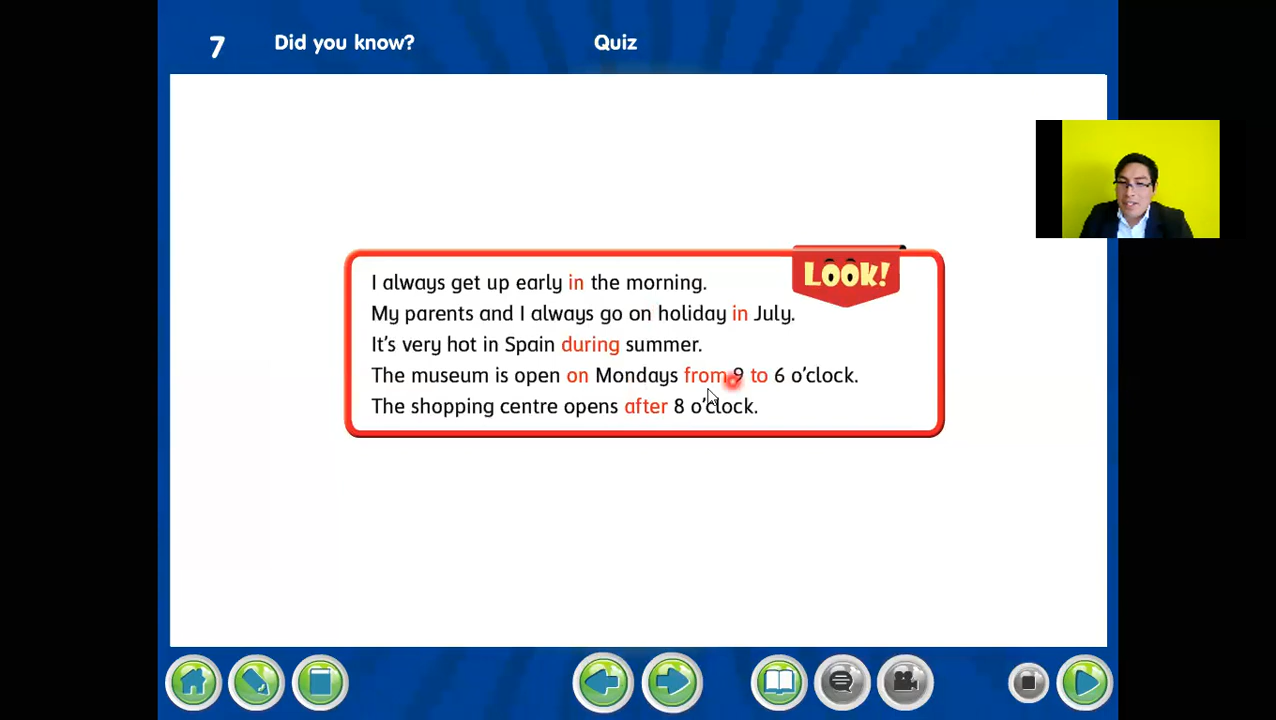 7 Did you know? Quiz
LOOK!
I always get up early in the morning.
My parents and I always go on holiday in July.
It's very hot in Spain during summer.
The museum is open on Mondays from 9 to 6 o'clock.
The shopping centre opens after 8 o'clock.